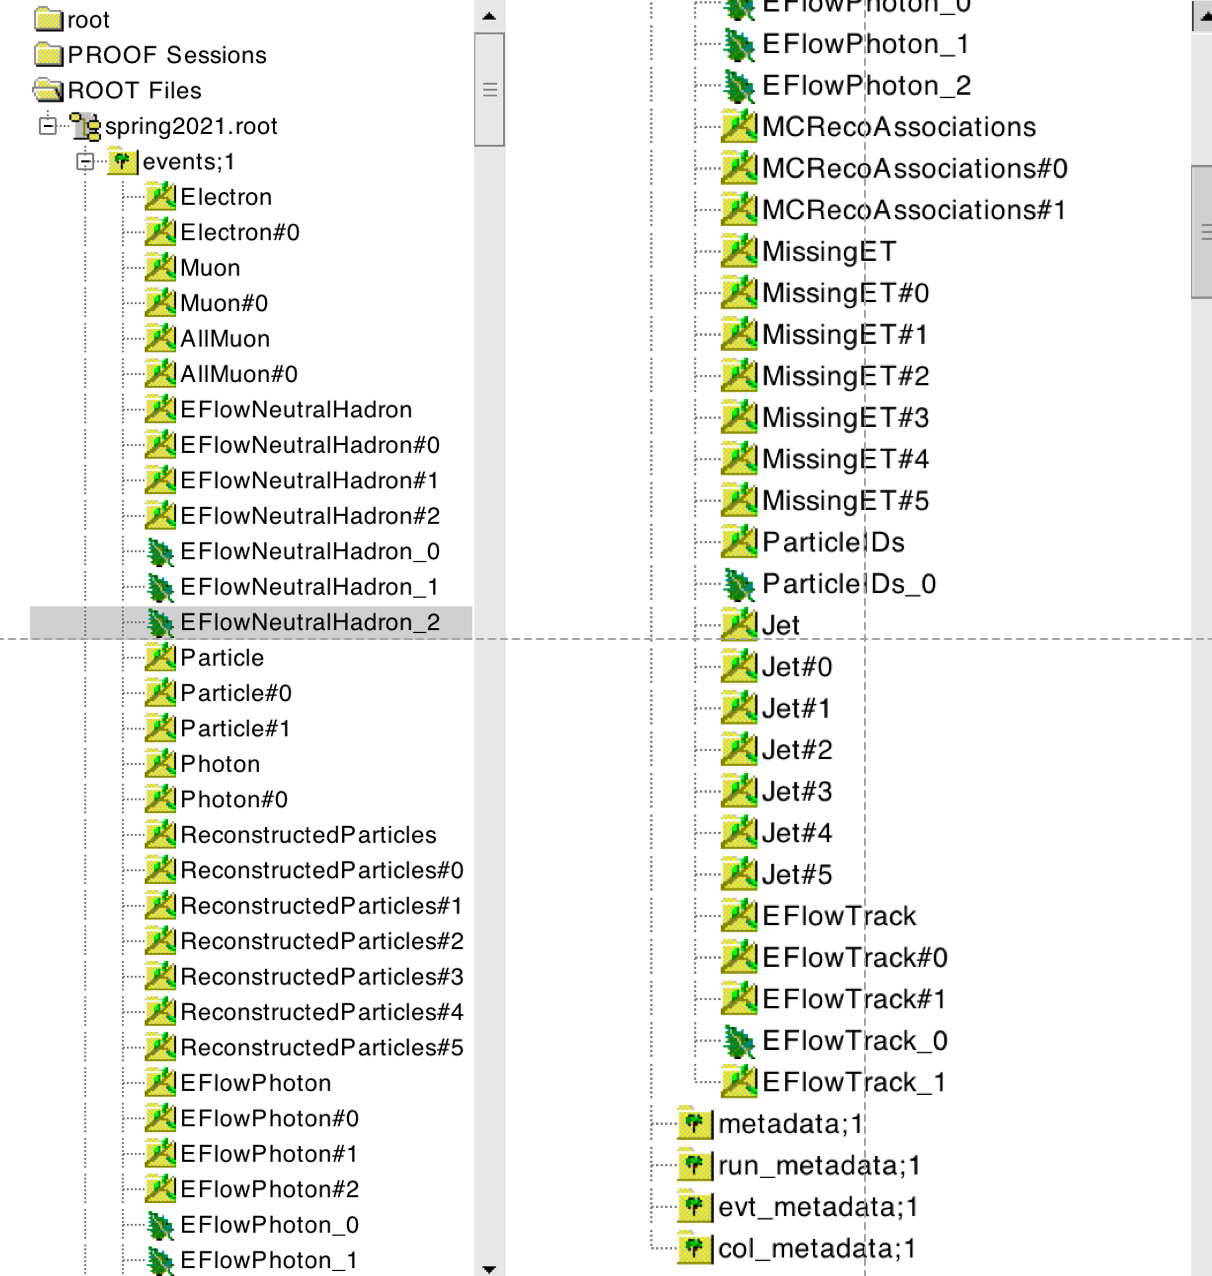 root
PROOF Sessions
ROOT Files
spring2021.root
events;1
Electron
Electron#0
Muon
Muon#0
AllMuon
AllMuon#0
EFlowNeutralHadron
EFlowNeutralHadron#0
EFlowNeutralHadron#1
EFlowNeutralHadron#2
EFlowNeutralHadron_0
EFlowNeutralHadron_1
EFlowNeutralHadron_2
Particle
Particle#0
Particle#1
Photon
Photon#0
ReconstructedParticles
ReconstructedParticles#0
ReconstructedParticles#1
ReconstructedParticles#2
ReconstructedParticles#3
ReconstructedParticles#4
ReconstructedParticles#5
EFlowPhoton
EFlowPhoton#0
EFlowPhoton#1
EFlowPhoton#2
EFlowPhoton_0
EFlowPhoton_1
EFlowPhoton_0
EFlowPhoton_1
EFlowPhoton_2
MCRecoAssociations
MCRecoAssociations#0
MCRecoAssociations#1
MissingET
MissingET#0
MissingET#1
MissingET#2
MissingET#3
MissingET#4
MissingET#5
ParticleIDs
ParticleIDs_0
Jet
Jet#0
Jet#1
Jet#2
Jet#3
Jet#4
Jet#5
EFlowTrack
EFlowTrack#0
EFlowTrack#1
EFlowTrack_0
EFlowTrack_1
metadata;1
run_metadata;1
evt_metadata;1
col_metadata;1